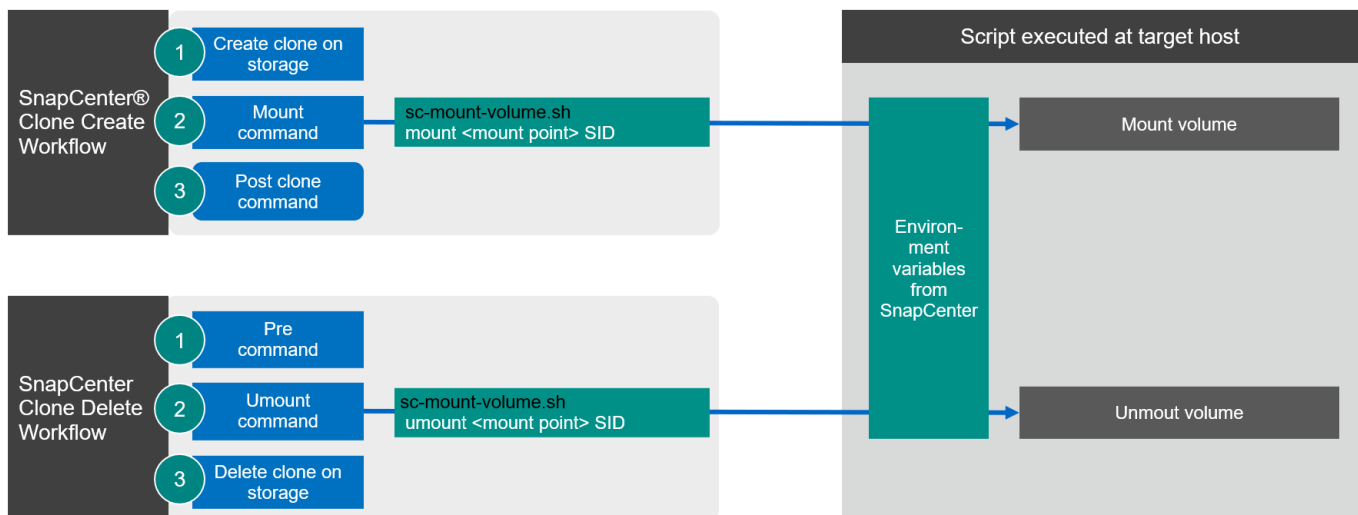 SnapCenter®
Clone Create
Workflow
1
Create clone on
storage
2
Mount
command
sc-mount-volume.sh
mount <mount point> SID
3
Post clone
command
SnapCenter
Clone Delete
Workflow
1
Pre
command
2
Umount
command
sc-mount-volume.sh
umount <mount point> SID
3
Delete clone on
storage
Script executed at target host
Environ-
ment
variables
from
SnapCenter
Mount volume
Unmout volume